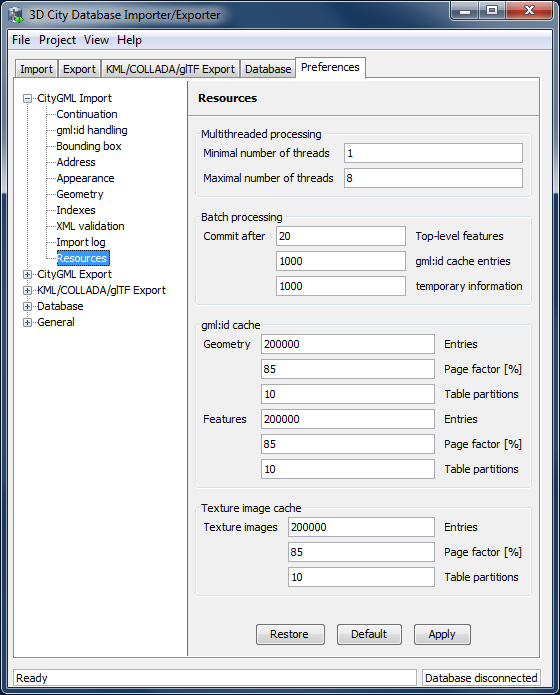 3D City Database Importer/Exporter
File Project View Help
Import Export KML/COLLADA/glTF Export Database Preferences
CityGML Import
Continuation
gml:id handling
Bounding box
Address
Appearance
Geometry
Indexes
XML validation
Import log
Resources
CityGML Export
KML/COLLADA/glTF Export
Database
General
Resources
Multithreaded processing
Minimal number of threads 1
Maximal number of threads 8
Batch processing
Commit after 20 Top-level features
1000 gml:id cache entries
1000 temporary information
gml:id cache
Geometry 200000 Entries
85 Page factor [%]
10 Table partitions
Features 200000 Entries
85 Page factor [%]
10 Table partitions
Texture image cache
Texture images 200000 Entries
85 Page factor [%]
10 Table partitions
Restore Default Apply
Ready Database disconnected